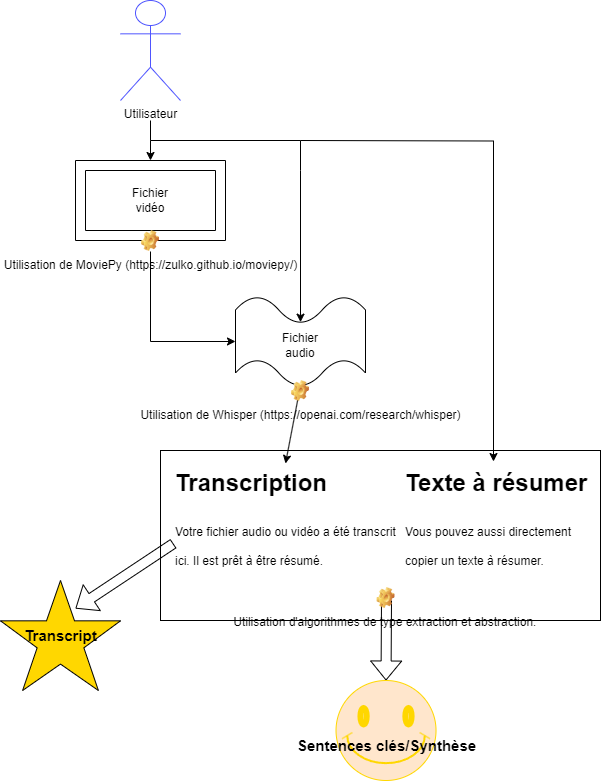 Utilisateur
Fichier
vidéo
Utilisation de MoviePy (https://zulko.github.io/moviepy/)
Fichier
audio
Utilisation de Whisper (https://openai.com/research/whisper)
Transcription
Votre fichier audio ou vidéo a été transcrit
ici. Il est prêt à être résumé.
Texte à résumer
Vous pouvez aussi directement
copier un texte à résumer.
Utilisation d'algorithmes de type extraction et abstraction.
Transcript
Sentences clés/Synthèse